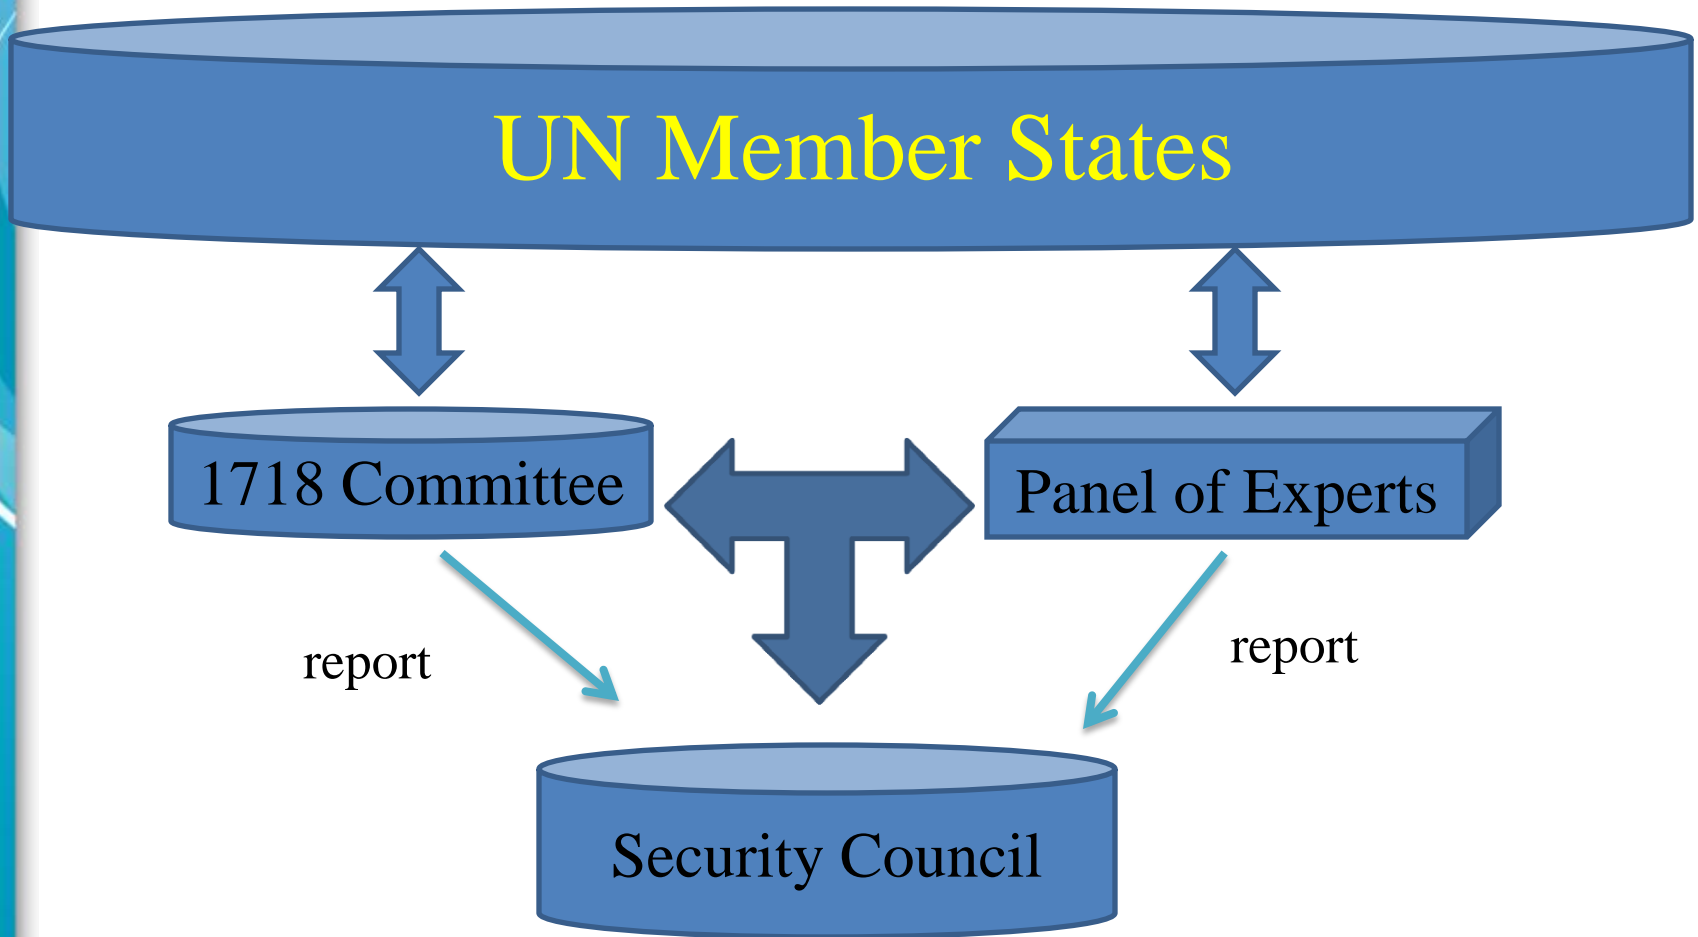 UN Member States
1718 Committee
Panel of Experts
report
report
Security Council